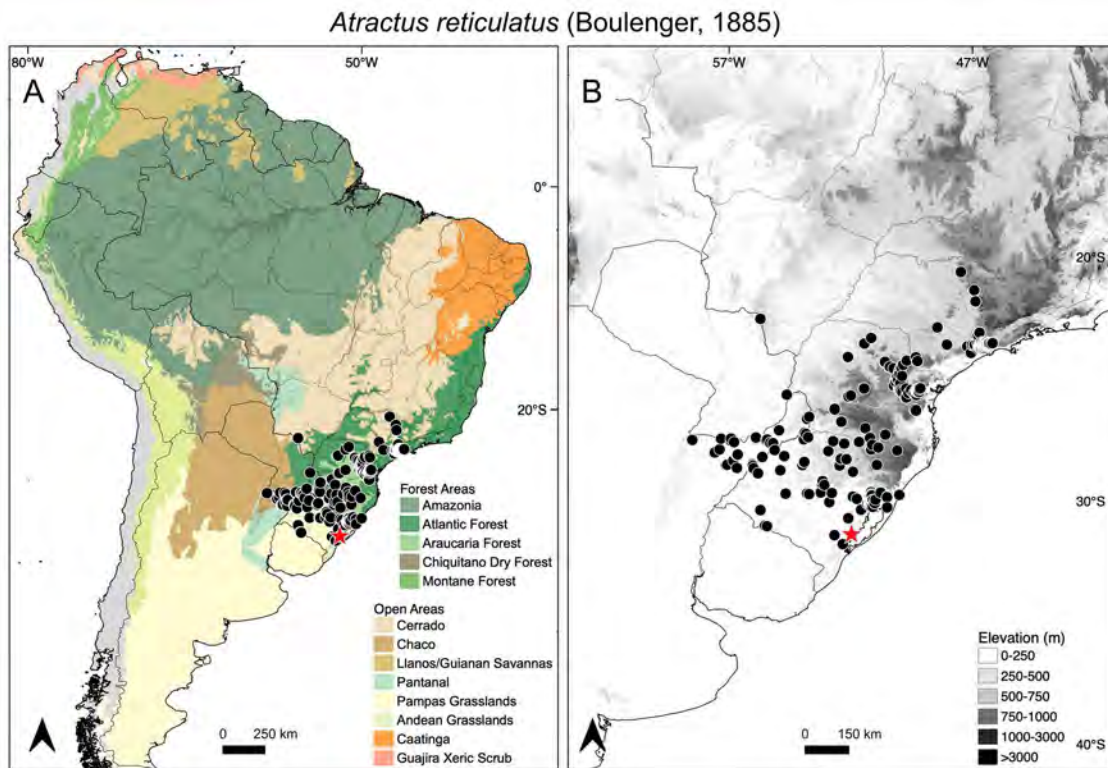 Atractus reticulatus (Boulenger, 1885)
80°W
50°W
A
0°
20°S
Forest Areas
Amazonia
Atlantic Forest
Araucaria Forest
Chiquitano Dry Forest
Montane Forest
Open Areas
Cerrado
Chaco
Llanos/Guianan Savannas
Pantanal
Pampas Grasslands
Andean Grasslands
Caatinga
Guajira Xeric Scrub
0 250 km
57°W
47°W
B
20°S
30°S
40°S
Elevation (m)
0-250
250-500
500-750
750-1000
1000-3000
>3000
0 150 km